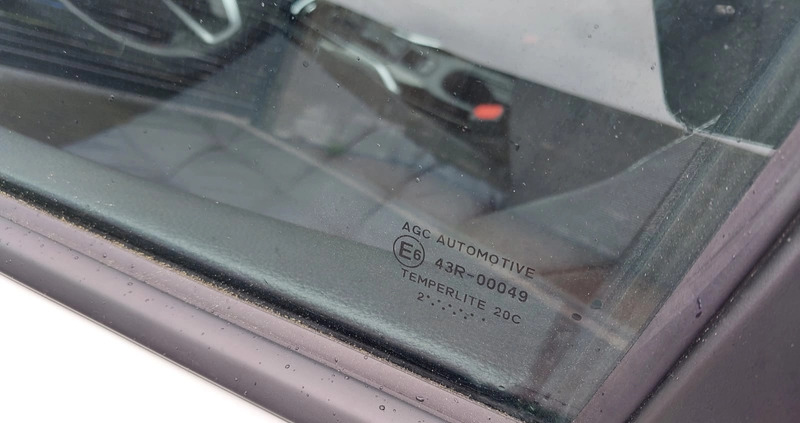 AGC AUTOMOTIVE
E6 43R-00049
TEMPERLITE 20C
2